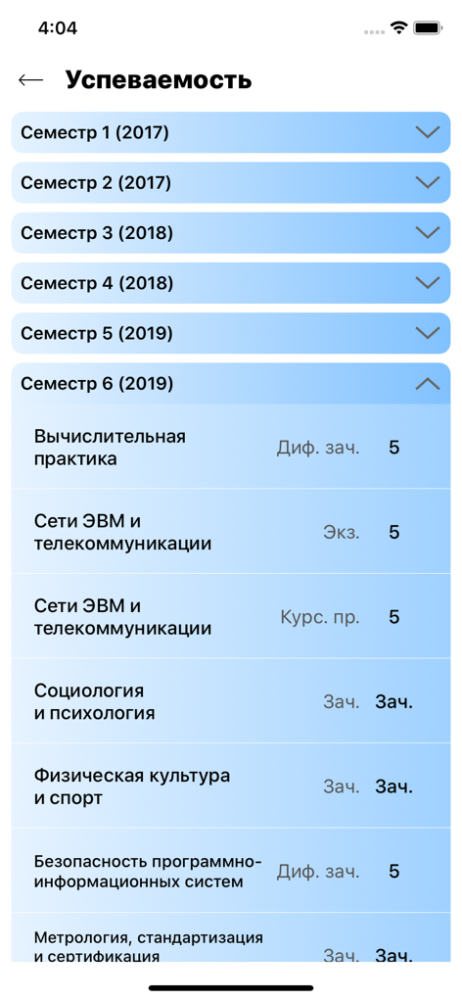 4:04
Успеваемость
Семестр 1 (2017)
Семестр 2 (2017)
Семестр 3 (2018)
Семестр 4 (2018)
Семестр 5 (2019)
Семестр 6 (2019)
Вычислительная
практика
Диф. зач. 5
Сети ЭВМ и
телекоммуникации
Экз. 5
Сети ЭВМ и
телекоммуникации
Курс. пр. 5
Социология
и психология
Зач. Зач.
Физическая культура
и спорт
Зач. Зач.
Безопасность программно-
информационных систем
Диф. зач. 5
Метрология, стандартизация
и сертификация
Зач. Зач.